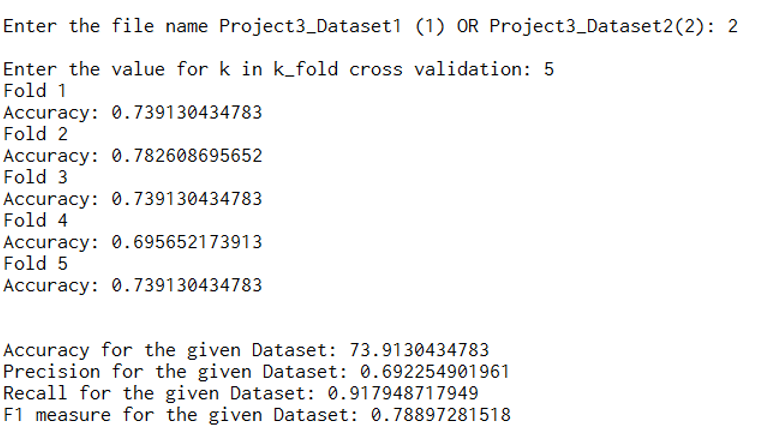 Enter the file name Project3_Dataset1 (1) OR Project3_Dataset2(2): 2
Enter the value for k in k_fold cross validation: 5
Fold 1
Accuracy: 0.739130434783
Fold 2
Accuracy: 0.782608695652
Fold 3
Accuracy: 0.739130434783
Fold 4
Accuracy: 0.695652173913
Fold 5
Accuracy: 0.739130434783
Accuracy for the given Dataset: 73.9130434783
Precision for the given Dataset: 0.692254901961
Recall for the given Dataset: 0.917948717949
F1 measure for the given Dataset: 0.78897281518